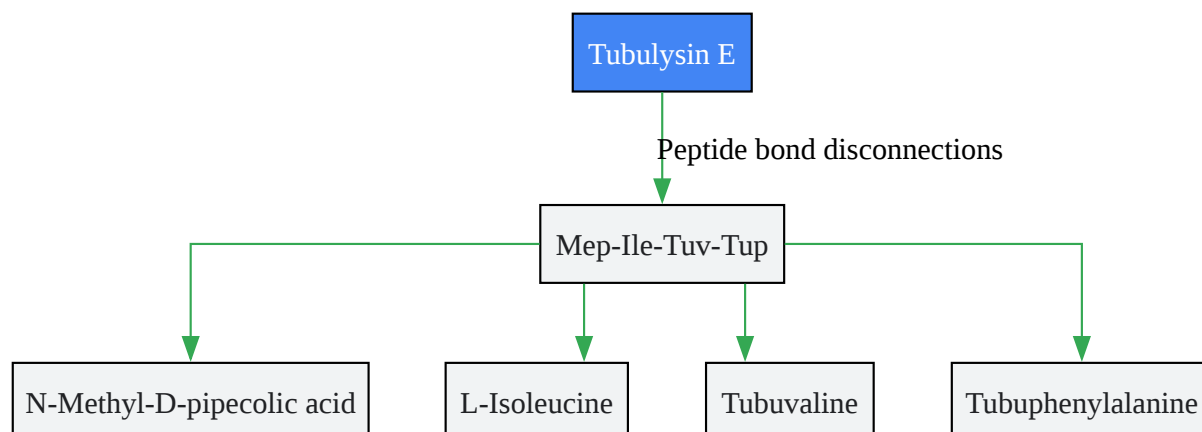 Tubulysin E
Peptide bond disconnections
Mep-Ile-Tuv-Tup
N-Methyl-D-pipecolic acid
L-Isoleucine
Tubuvaline
Tubuphenylalanine